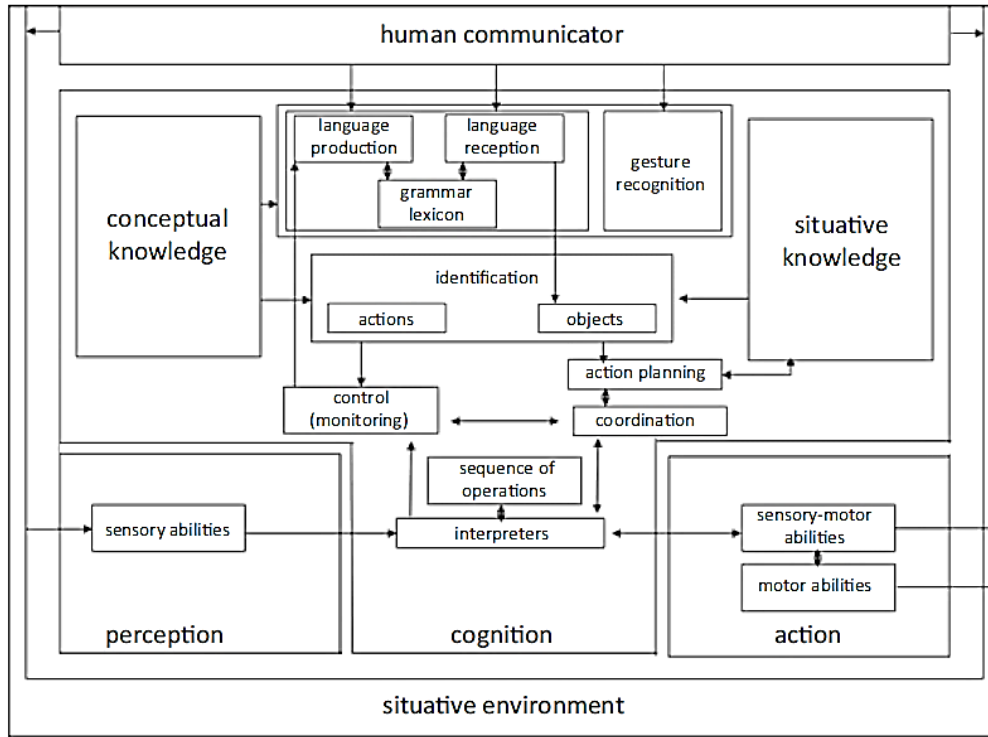 human communicator
language
production
language
reception
gesture
recognition
grammar
lexicon
conceptual
knowledge
situative
knowledge
identification
actions
objects
action planning
control
(monitoring)
coordination
sequence of
operations
sensory abilities
interpreters
sensory-motor
abilities
motor abilities
perception
cognition
action
situative environment